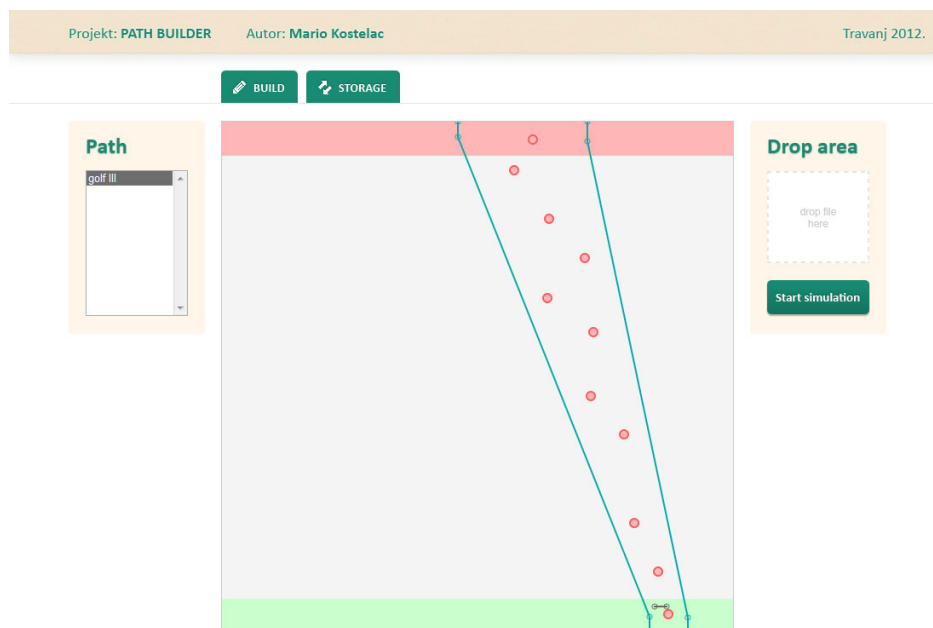 Projekt: PATH BUILDER
Autor: Mario Kostelac
Travanj 2012.
BUILD
STORAGE
Path
golf III
Drop area
drop file
here
Start simulation